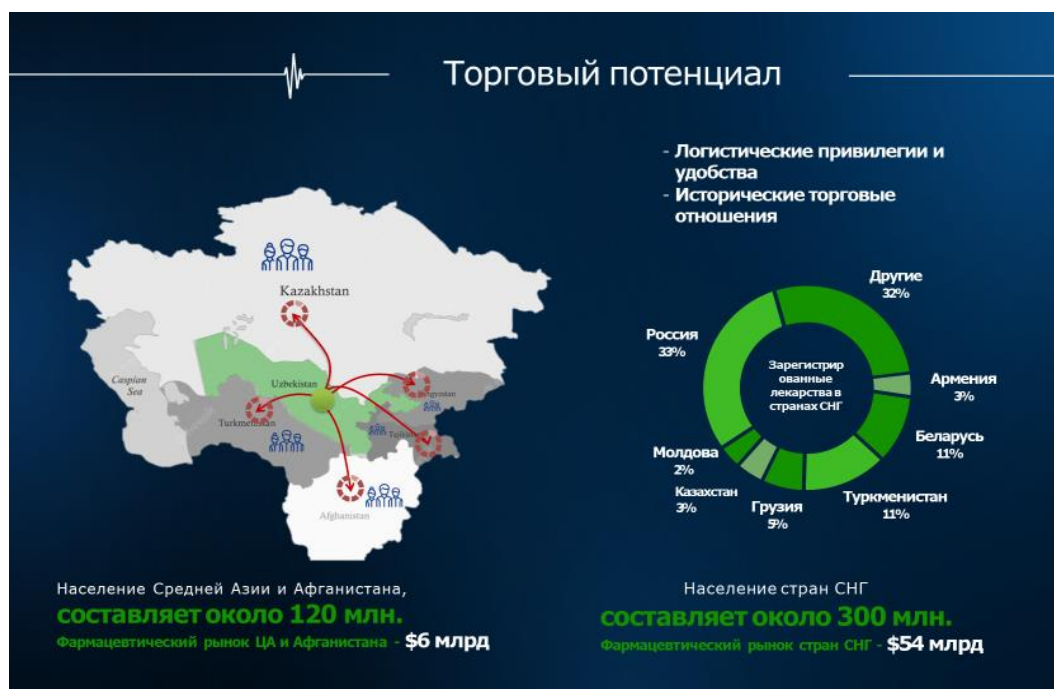 Торговый потенциал
- Логистические привилегии и
удобства
- Исторические торговые
отношения
Kazakhstan
Caspian
Sea
Uzbekistan
Turkmenistan
Afghanistan
Другие
32%
Россия
33%
Зарегистрир
ованные
лекарства в
странах СНГ
Армения
3%
Беларусь
11%
Молдова
2%
Казахстан
3%
Грузия
5%
Туркменистан
11%
Население Средней Азии и Афганистана,
составляет около 120 млн.
Фармацевтический рынок ЦА и Афганистана - $6 млрд
Население стран СНГ
составляет около 300 млн.
Фармацевтический рынок стран СНГ - $54 млрд